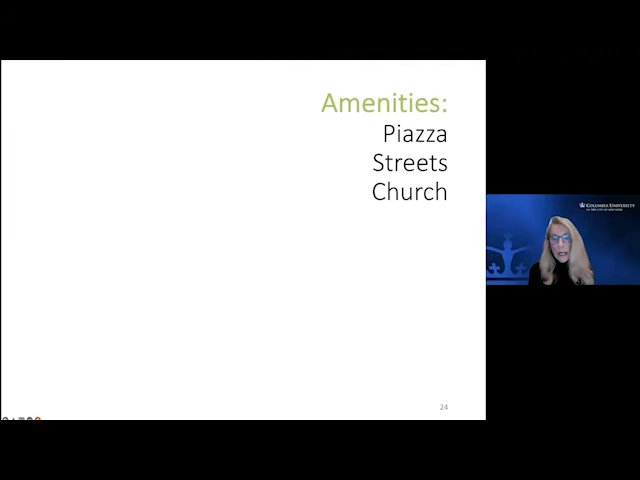 Amenities:
Piazza
Streets
Church
24
COLUMBIA UNIVERSITY
IN THE CITY OF NEW YORK